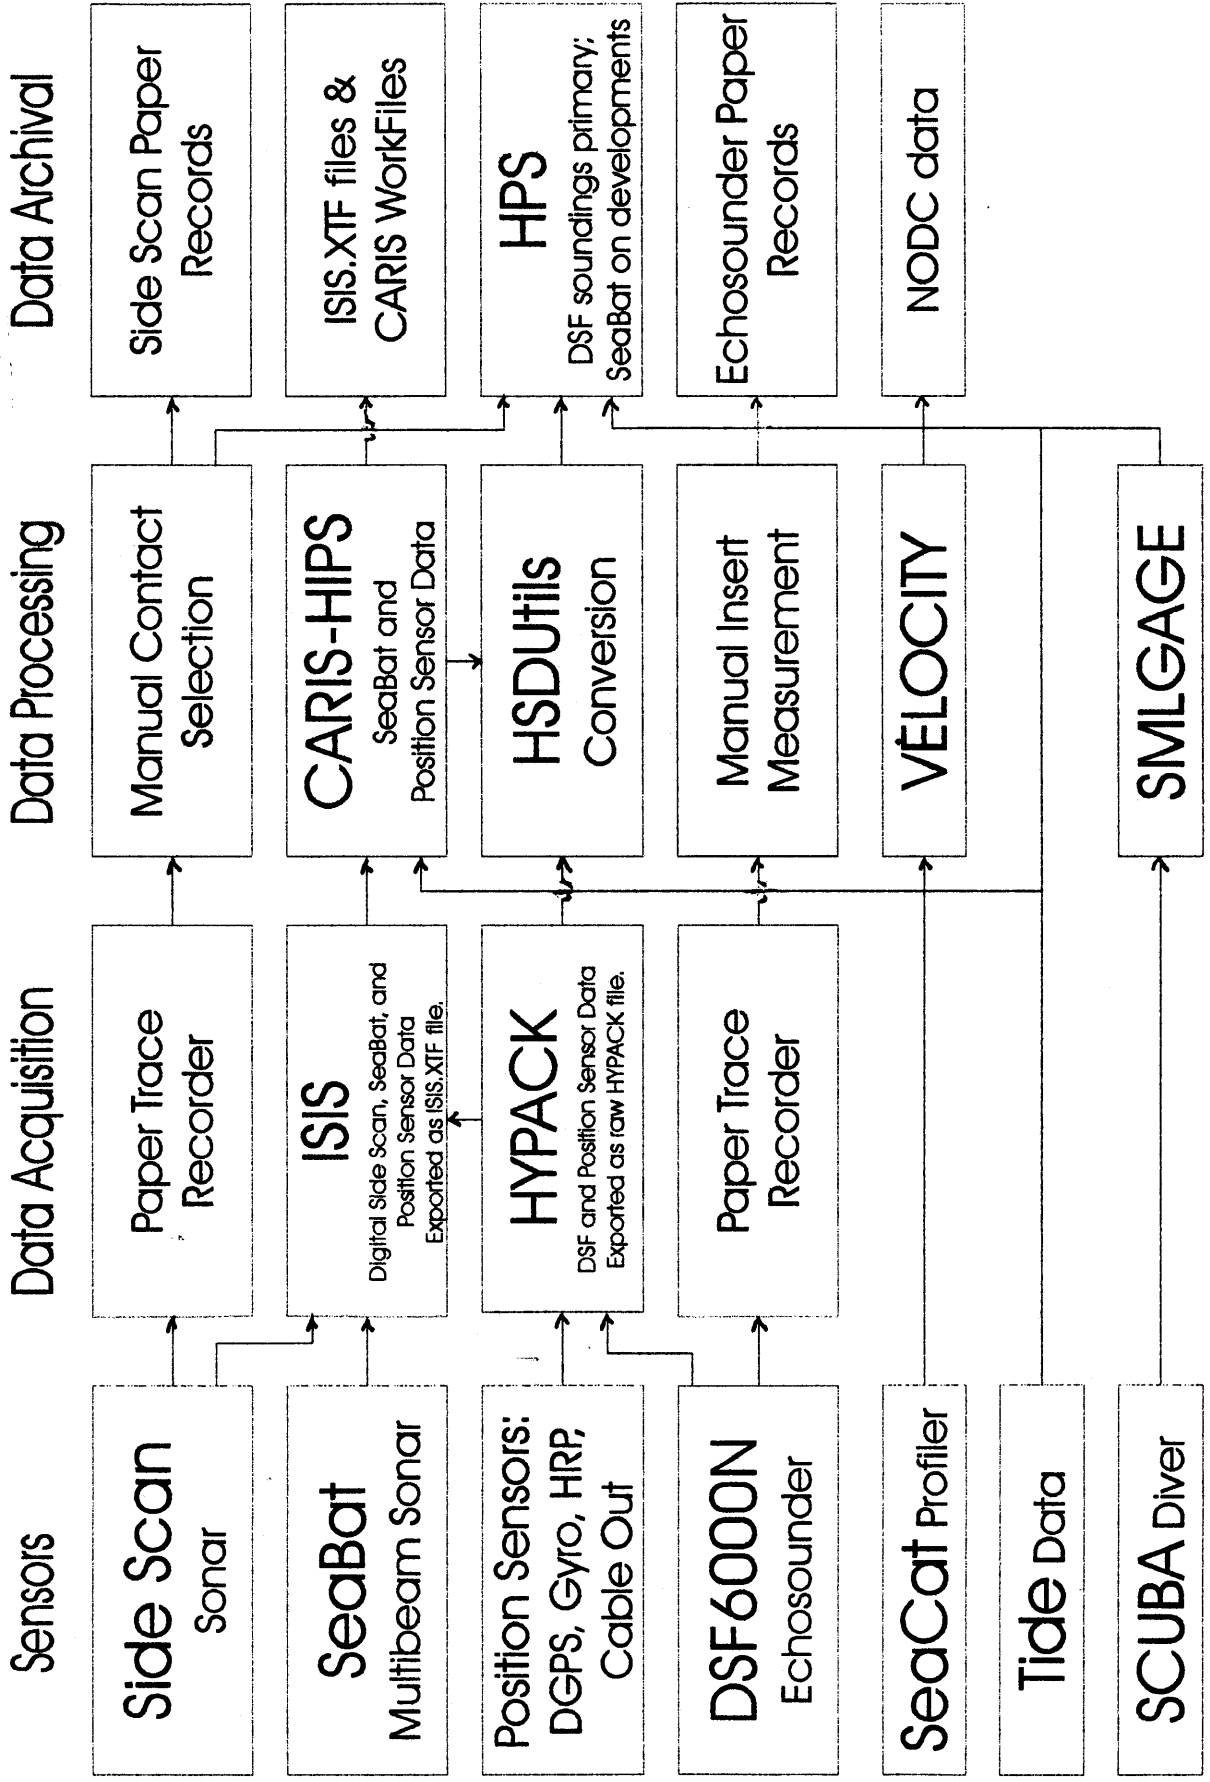 Sensors
Data Acquisition
Data Processing
Data Archival
Side Scan
Sonar
Paper Trace
Recorder
Manual Contact
Selection
Side Scan Paper
Records
SeaBat
Multibeam Sonar
ISIS
Digital Side Scan, SeaBat, and
Position Sensor Data
Exported as ISIS.XTF file.
CARIS-HIPS
SeaBat and
Position Sensor Data
ISIS.XTF files &
CARIS WorkFiles
Position Sensors:
DGPS, Gyro, HRP,
Cable Out
HYPACK
DSF and Position Sensor Data
Exported as raw HYPACK file.
HSDUtils
Conversion
HPS
DSF soundings primary;
SeaBat on developments
DSF6000N
Echosounder
Paper Trace
Recorder
Manual Insert
Measurement
Echosounder Paper
Records
SeaCat Profiler
VELOCITY
NODC data
Tide Data
SCUBA Diver
SMLGAGE